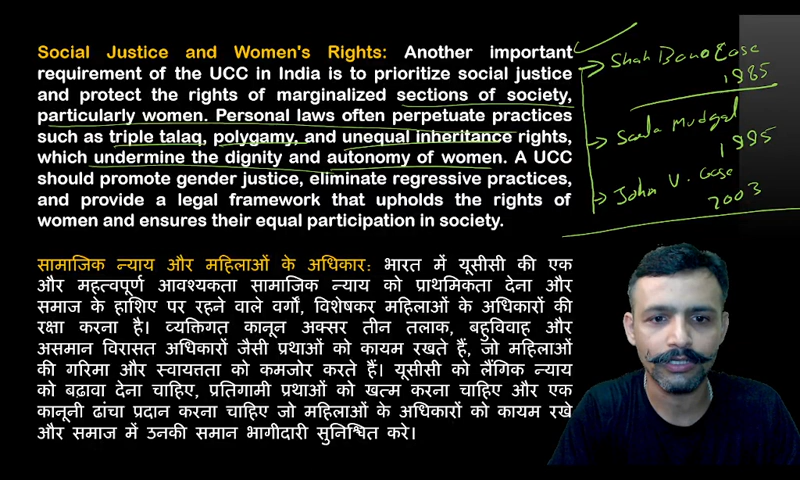 Social Justice and Women's Rights: Another important
requirement of the UCC in India is to prioritize social justice
and protect the rights of marginalized sections of society,
particularly women. Personal laws often perpetuate practices
such as triple talaq, polygamy, and unequal inheritance rights,
which undermine the dignity and autonomy of women. A UCC
should promote gender justice, eliminate regressive practices,
and provide a legal framework that upholds the rights of
women and ensures their equal participation in society.
Shah Bano Case
1985
Sarla Mudgal
1995
John V. Case
2003
सामाजिक न्याय और महिलाओं के अधिकार: भारत में यूसीसी की एक
और महत्वपूर्ण आवश्यकता सामाजिक न्याय को प्राथमिकता देना और
समाज के हाशिए पर रहने वाले वर्गों, विशेषकर महिलाओं के अधिकारों की
रक्षा करना है। व्यक्तिगत कानून अक्सर तीन तलाक, बहुविवाह और
असमान विरासत अधिकारों जैसी प्रथाओं को कायम रखते हैं, जो महिलाओं
की गरिमा और स्वायत्तता को कमजोर करते हैं। यूसीसी को लैंगिक न्याय
को बढ़ावा देना चाहिए, प्रतिगामी प्रथाओं को खत्म करना चाहिए और एक
कानूनी ढांचा प्रदान करना चाहिए जो महिलाओं के अधिकारों को कायम रखे
और समाज में उनकी समान भागीदारी सुनिश्चित करे।